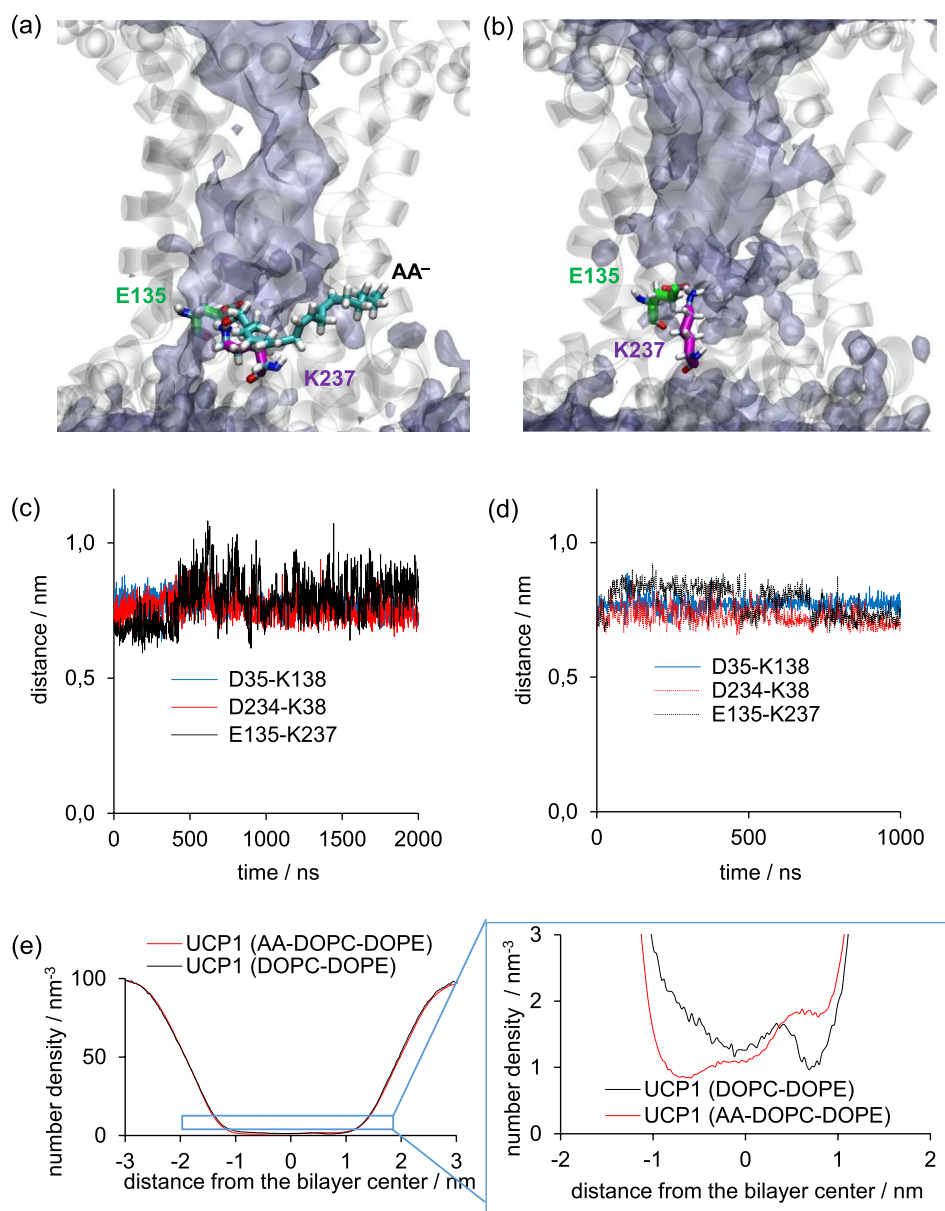 (a)
(b)
AA–
E135
K237
E135
K237
(c)
distance / nm
1,0
0,5
0,0
D35-K138
D234-K38
E135-K237
0
500
1000
1500
2000
time / ns
(d)
distance / nm
1,0
0,5
0,0
D35-K138
D234-K38
E135-K237
0
500
1000
time / ns
(e)
UCP1 (AA-DOPC-DOPE)
UCP1 (DOPC-DOPE)
number density / nm-3
100
50
0
-3
-2
-1
0
1
2
3
distance from the bilayer center / nm
number density / nm-3
3
2
1
0
UCP1 (DOPC-DOPE)
UCP1 (AA-DOPC-DOPE)
-2
-1
0
1
2
distance from the bilayer center / nm